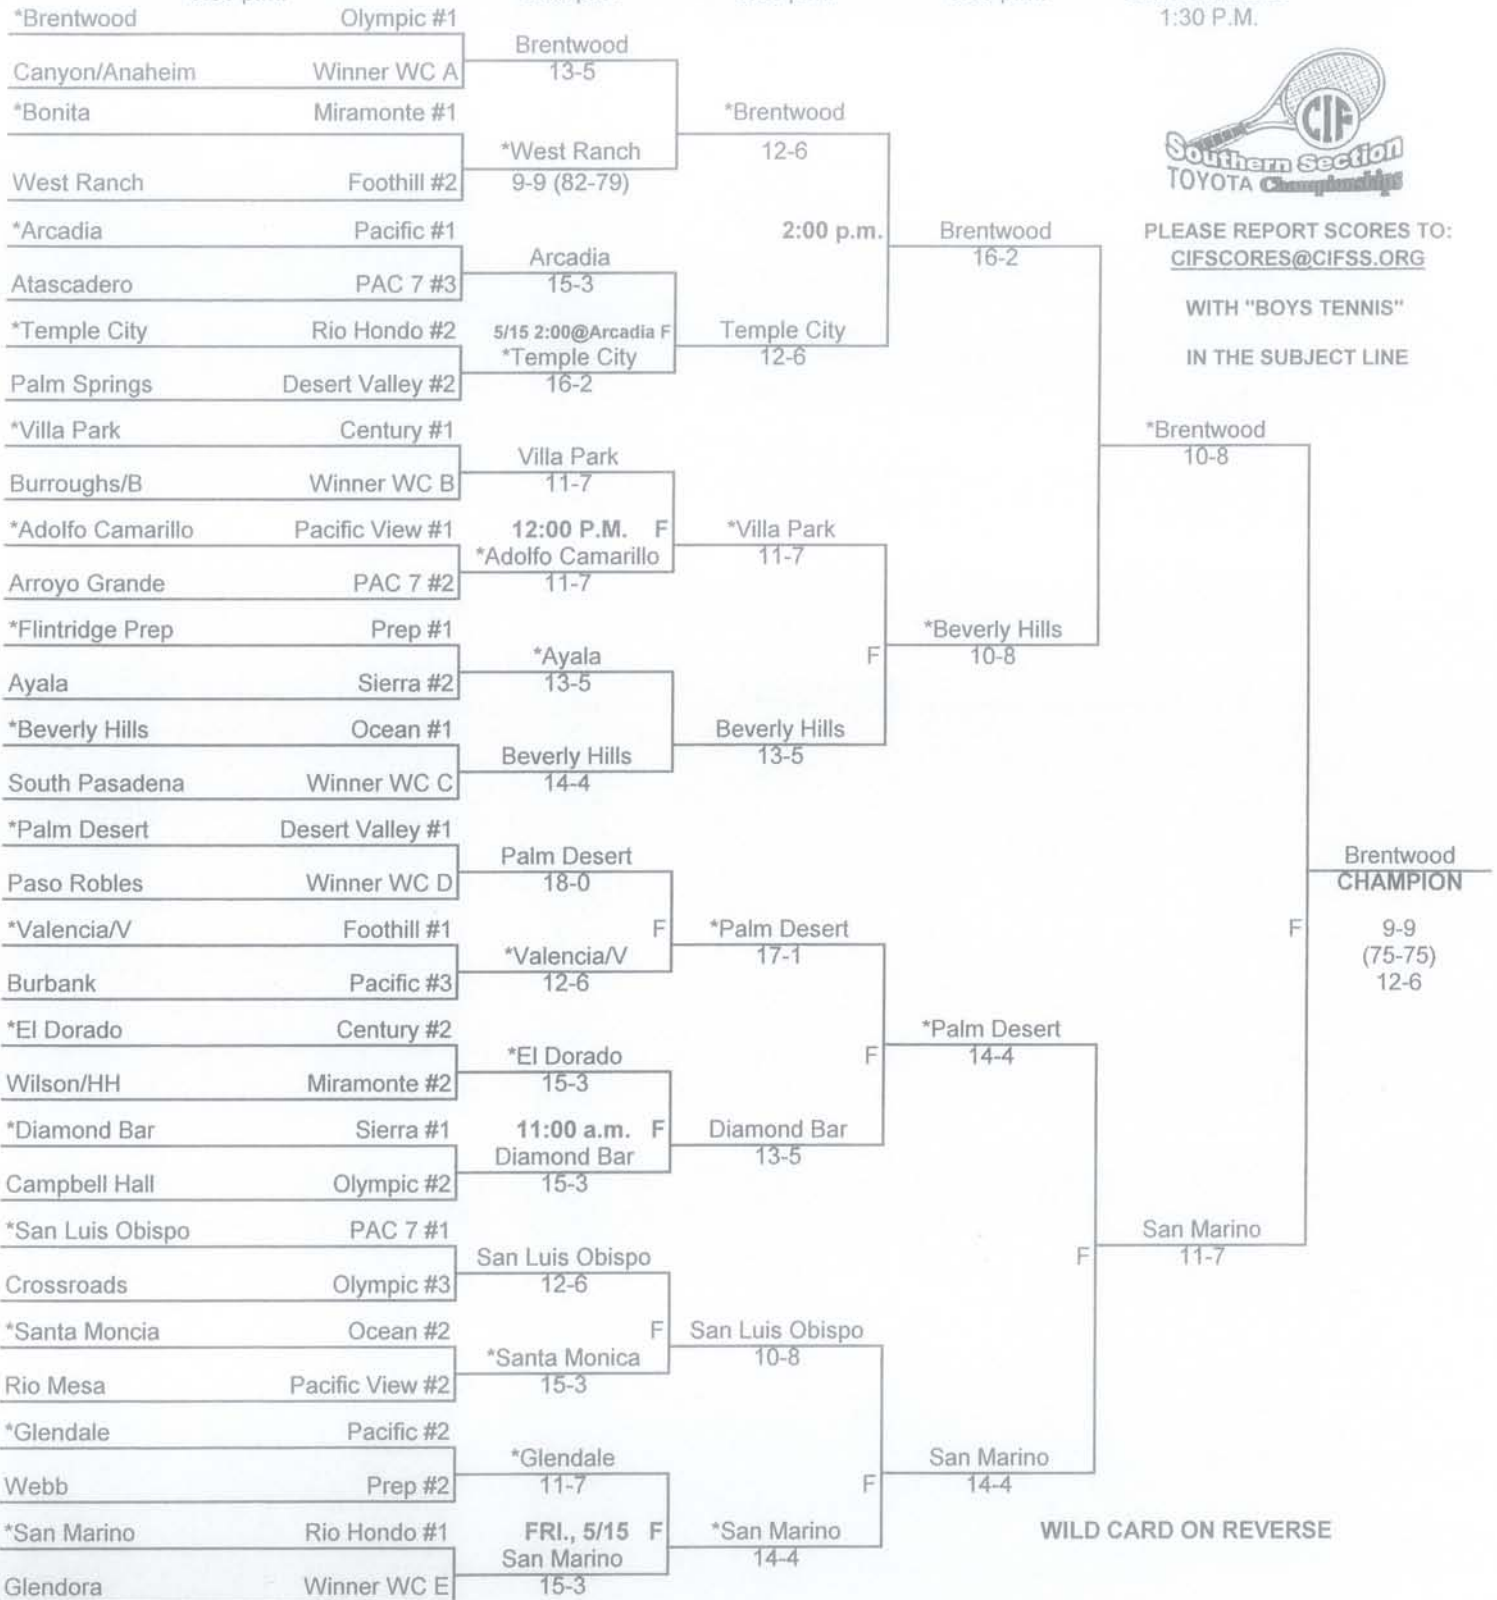 *Brentwood Olympic #1
Canyon/Anaheim Winner WC A
Brentwood
13-5
*Bonita Miramonte #1
West Ranch Foothill #2
*West Ranch
9-9 (82-79)
*Brentwood
12-6
*Arcadia Pacific #1
Atascadero PAC 7 #3
Arcadia
15-3
*Temple City Rio Hondo #2
Palm Springs Desert Valley #2
5/15 2:00@Arcadia F
*Temple City
16-2
Temple City
12-6
2:00 p.m.
Brentwood
16-2
*Villa Park Century #1
Burroughs/B Winner WC B
Villa Park
11-7
*Adolfo Camarillo Pacific View #1
Arroyo Grande PAC 7 #2
12:00 P.M. F
*Adolfo Camarillo
11-7
*Villa Park
11-7
*Flintridge Prep Prep #1
Ayala Sierra #2
*Ayala
13-5
*Beverly Hills Ocean #1
South Pasadena Winner WC C
Beverly Hills
14-4
Beverly Hills
13-5
F
*Beverly Hills
10-8
*Brentwood
10-8
*Palm Desert Desert Valley #1
Paso Robles Winner WC D
Palm Desert
18-0
*Valencia/V Foothill #1
Burbank Pacific #3
F
*Valencia/V
12-6
*Palm Desert
17-1
*El Dorado Century #2
Wilson/HH Miramonte #2
*El Dorado
15-3
*Diamond Bar Sierra #1
Campbell Hall Olympic #2
11:00 a.m. F
Diamond Bar
15-3
Diamond Bar
13-5
F
*Palm Desert
14-4
*San Luis Obispo PAC 7 #1
Crossroads Olympic #3
San Luis Obispo
12-6
*Santa Moncia Ocean #2
Rio Mesa Pacific View #2
F
*Santa Monica
15-3
San Luis Obispo
10-8
*Glendale Pacific #2
Webb Prep #2
*Glendale
11-7
*San Marino Rio Hondo #1
Glendora Winner WC E
FRI., 5/15 F
San Marino
15-3
*San Marino
14-4
F
San Marino
14-4
F
San Marino
11-7
F
Brentwood
CHAMPION
9-9
(75-75)
12-6
1:30 P.M.
CIF
Southern Section
TOYOTA Championships
PLEASE REPORT SCORES TO:
CIFSCORES@CIFSS.ORG
WITH "BOYS TENNIS"
IN THE SUBJECT LINE
WILD CARD ON REVERSE